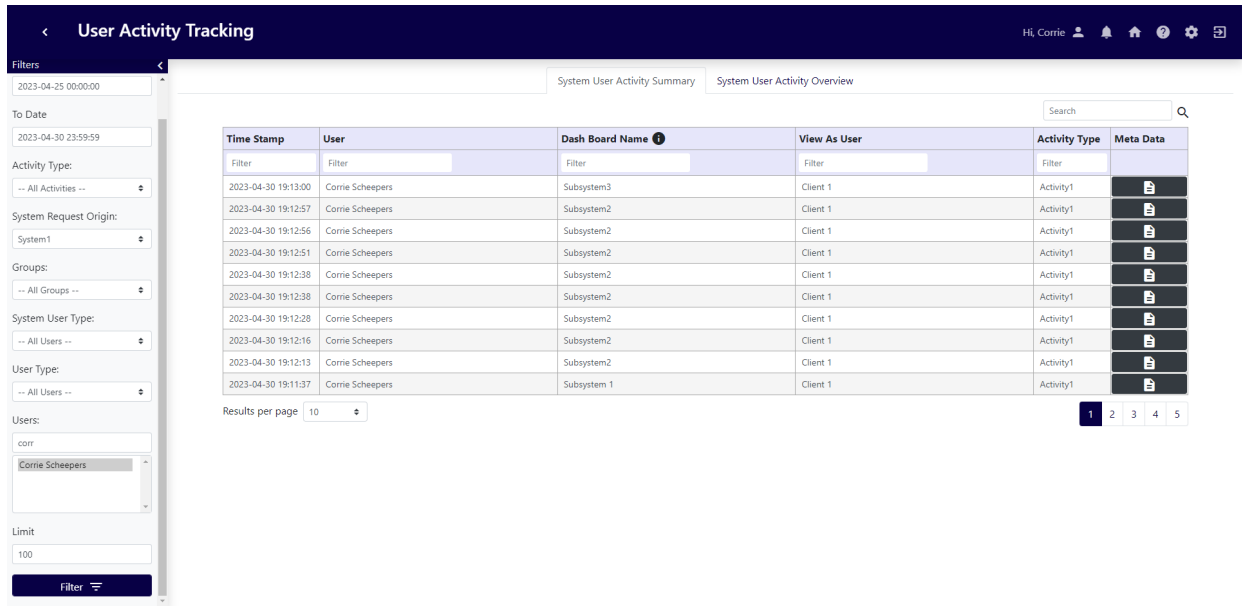 User Activity Tracking
Hi, Corrie
Filters
2023-04-25 00:00:00
To Date
2023-04-30 23:59:59
Activity Type:
-- All Activities --
System Request Origin:
System1
Groups:
-- All Groups --
System User Type:
-- All Users --
User Type:
-- All Users --
Users:
corr
Corrie Scheepers
Limit
100
Filter
System User Activity Summary System User Activity Overview
Search
Time Stamp User Dash Board Name View As User Activity Type Meta Data
Filter Filter Filter Filter Filter
2023-04-30 19:13:00 Corrie Scheepers Subsystem3 Client 1 Activity1
2023-04-30 19:12:57 Corrie Scheepers Subsystem2 Client 1 Activity1
2023-04-30 19:12:56 Corrie Scheepers Subsystem2 Client 1 Activity1
2023-04-30 19:12:51 Corrie Scheepers Subsystem2 Client 1 Activity1
2023-04-30 19:12:38 Corrie Scheepers Subsystem2 Client 1 Activity1
2023-04-30 19:12:38 Corrie Scheepers Subsystem2 Client 1 Activity1
2023-04-30 19:12:28 Corrie Scheepers Subsystem2 Client 1 Activity1
2023-04-30 19:12:16 Corrie Scheepers Subsystem2 Client 1 Activity1
2023-04-30 19:12:13 Corrie Scheepers Subsystem2 Client 1 Activity1
2023-04-30 19:11:37 Corrie Scheepers Subsystem 1 Client 1 Activity1
Results per page 10 1 2 3 4 5